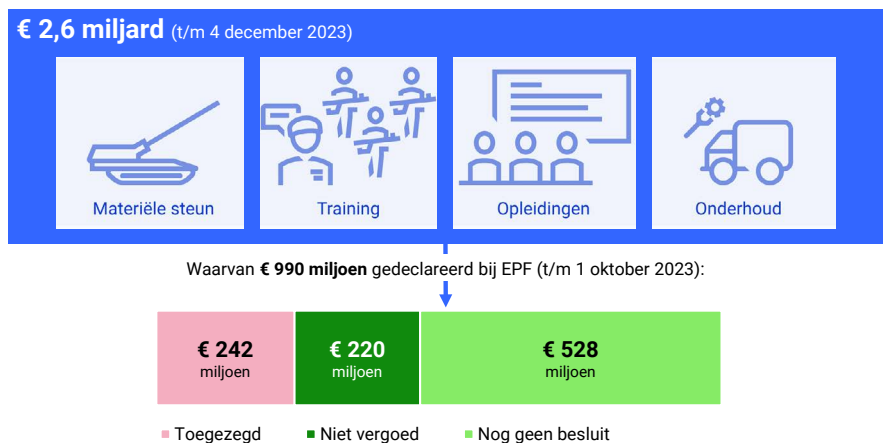 € 2,6 miljard (t/m 4 december 2023)
Materiële steun
Training
Opleidingen
Onderhoud
Waarvan € 990 miljoen gedeclareerd bij EPF (t/m 1 oktober 2023):
€ 242
miljoen
€ 220
miljoen
€ 528
miljoen
Toegezegd
Niet vergoed
Nog geen besluit